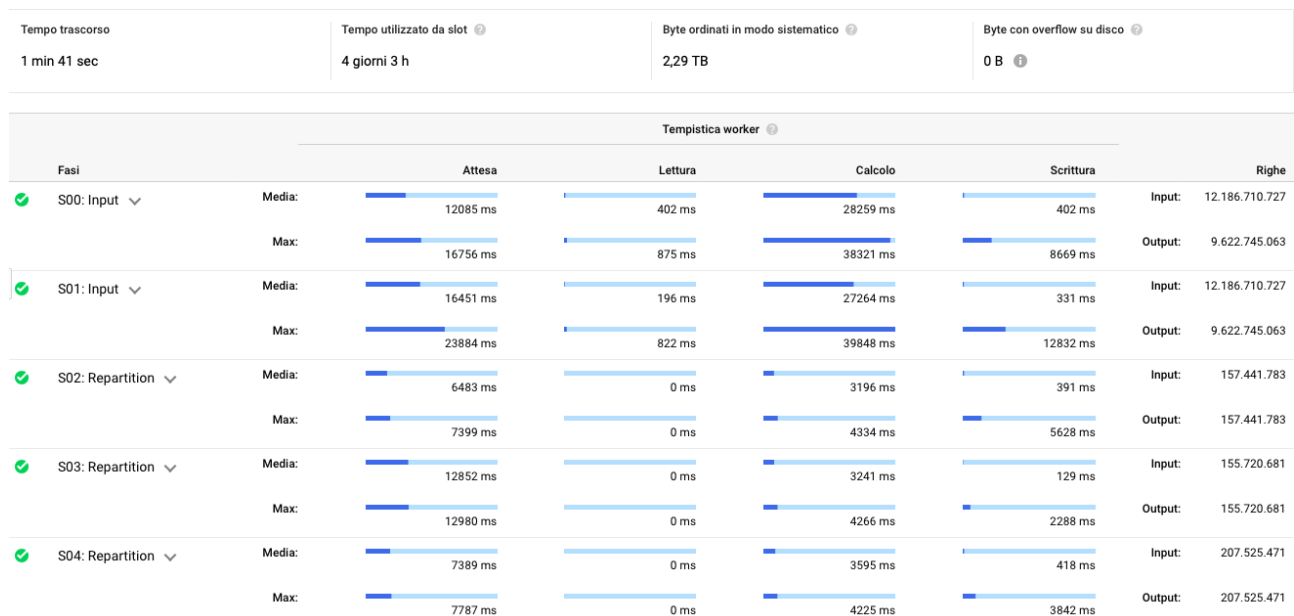 Tempo trascorso
Tempo utilizzato da slot
Byte ordinati in modo sistematico
Byte con overflow su disco
1 min 41 sec
4 giorni 3 h
2,29 TB
0 B
Tempistica worker
Fasi Attesa Lettura Calcolo Scrittura Righe
S00: Input Media: 12085 ms 402 ms 28259 ms 402 ms Input: 12.186.710.727
Max: 16756 ms 875 ms 38321 ms 8669 ms Output: 9.622.745.063
S01: Input Media: 16451 ms 196 ms 27264 ms 331 ms Input: 12.186.710.727
Max: 23884 ms 822 ms 39848 ms 12832 ms Output: 9.622.745.063
S02: Repartition Media: 6483 ms 0 ms 3196 ms 391 ms Input: 157.441.783
Max: 7399 ms 0 ms 4334 ms 5628 ms Output: 157.441.783
S03: Repartition Media: 12852 ms 0 ms 3241 ms 129 ms Input: 155.720.681
Max: 12980 ms 0 ms 4266 ms 2288 ms Output: 155.720.681
S04: Repartition Media: 7389 ms 0 ms 3595 ms 418 ms Input: 207.525.471
Max: 7787 ms 0 ms 4225 ms 3842 ms Output: 207.525.471